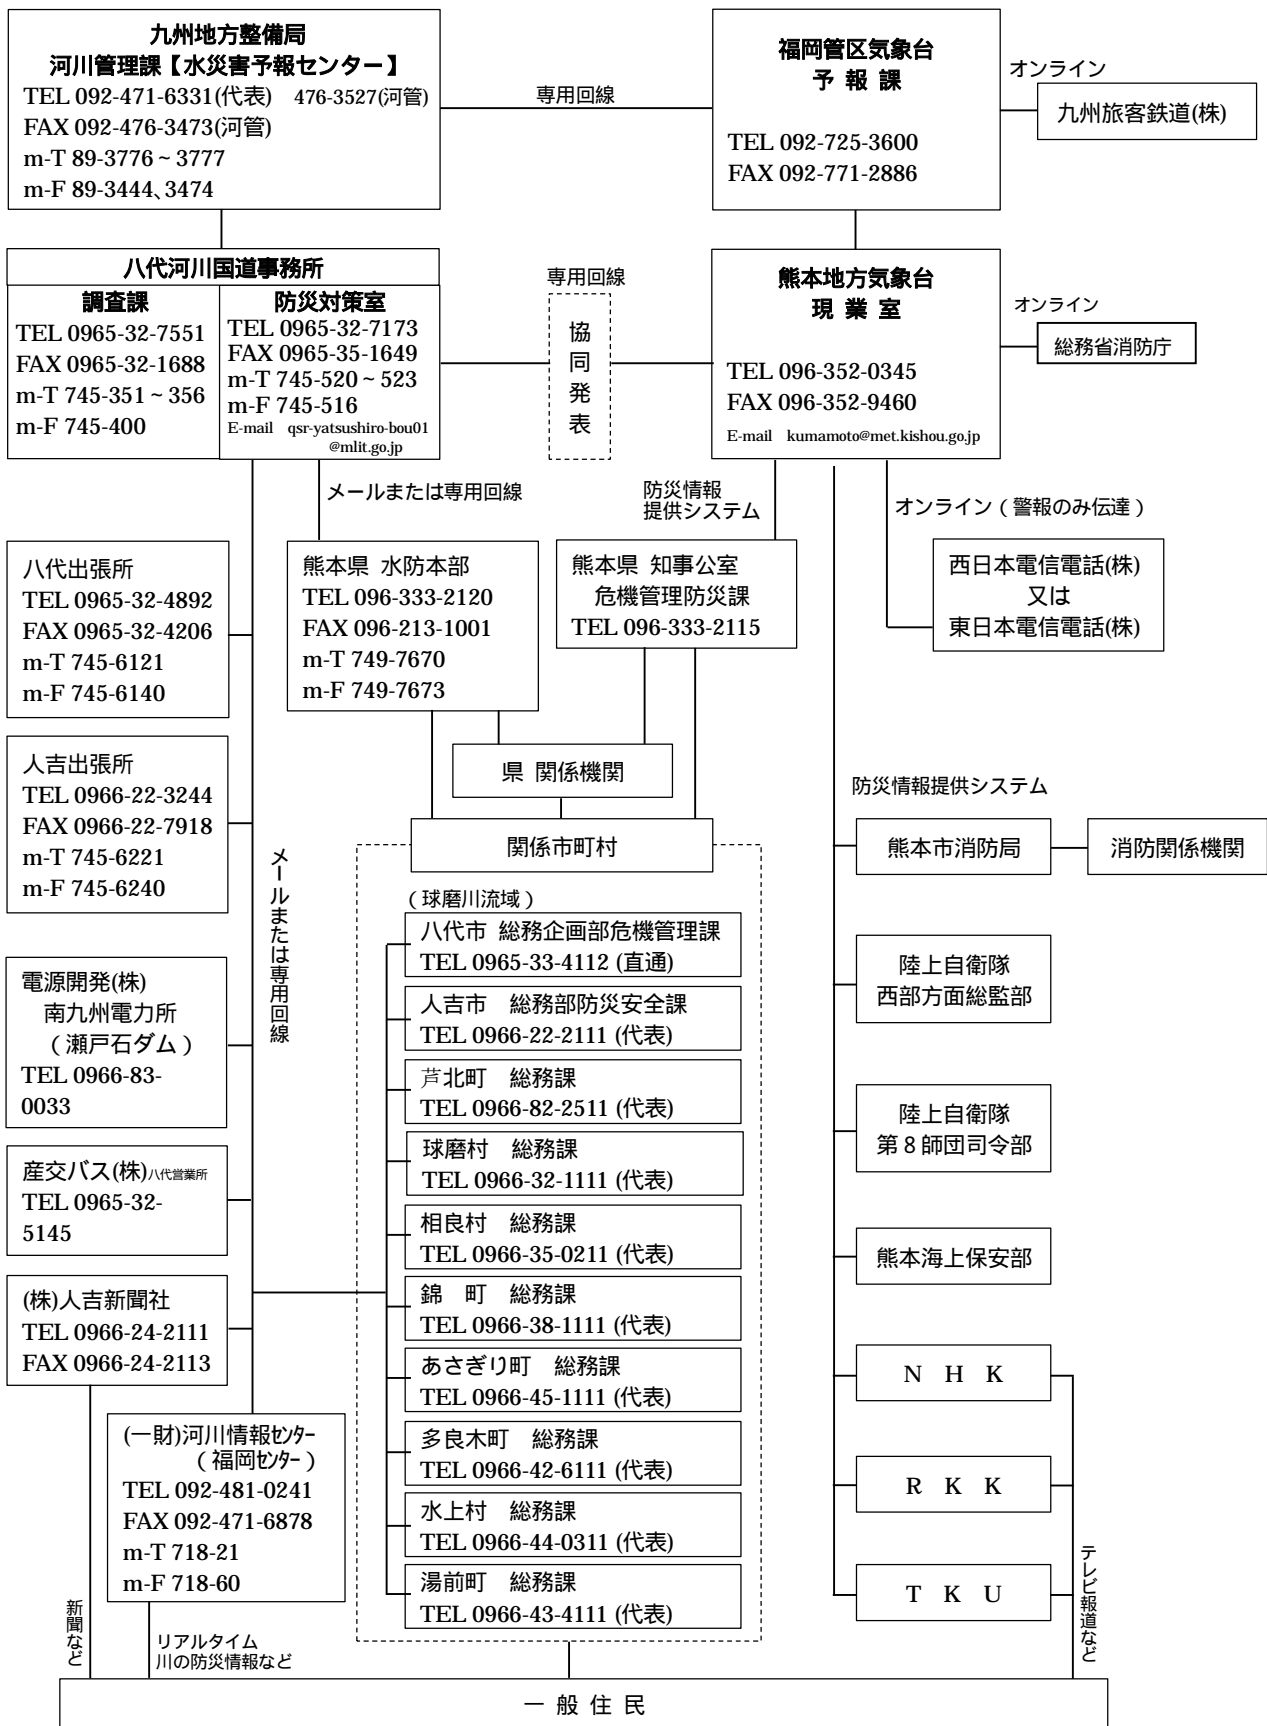 九州地方整備局
河川管理課【水災害予報センター】
TEL 092-471-6331(代表) 476-3527(河管)
FAX 092-476-3473(河管)
m-T 89-3776~3777
m-F 89-3444、3474
専用回線
福岡管区気象台
予 報 課
TEL 092-725-3600
FAX 092-771-2886
オンライン
九州旅客鉄道(株)
八代河川国道事務所
調査課
TEL 0965-32-7551
FAX 0965-32-1688
m-T 745-351~356
m-F 745-400
防災対策室
TEL 0965-32-7173
FAX 0965-35-1649
m-T 745-520~523
m-F 745-516
E-mail qsr-yatsushiro-bou01
@mlit.go.jp
専用回線
協同発表
熊本地方気象台
現 業 室
TEL 096-352-0345
FAX 096-352-9460
E-mail kumamoto@met.kishou.go.jp
オンライン
総務省消防庁
メールまたは専用回線
防災情報
提供システム
オンライン(警報のみ伝達)
八代出張所
TEL 0965-32-4892
FAX 0965-32-4206
m-T 745-6121
m-F 745-6140
熊本県 水防本部
TEL 096-333-2120
FAX 096-213-1001
m-T 749-7670
m-F 749-7673
熊本県 知事公室
危機管理防災課
TEL 096-333-2115
西日本電信電話(株)
又は
東日本電信電話(株)
人吉出張所
TEL 0966-22-3244
FAX 0966-22-7918
m-T 745-6221
m-F 745-6240
県 関係機関
関係市町村
防災情報提供システム
熊本市消防局
消防関係機関
メールまたは専用回線
(球磨川流域)
八代市 総務企画部危機管理課
TEL 0965-33-4112 (直通)
人吉市 総務部防災安全課
TEL 0966-22-2111 (代表)
芦北町 総務課
TEL 0966-82-2511 (代表)
球磨村 総務課
TEL 0966-32-1111 (代表)
相良村 総務課
TEL 0966-35-0211 (代表)
錦 町 総務課
TEL 0966-38-1111 (代表)
あさぎり町 総務課
TEL 0966-45-1111 (代表)
多良木町 総務課
TEL 0966-42-6111 (代表)
水上村 総務課
TEL 0966-44-0311 (代表)
湯前町 総務課
TEL 0966-43-4111 (代表)
電源開発(株)
南九州電力所
(瀬戸石ダム)
TEL 0966-83-
0033
産交バス(株)八代営業所
TEL 0965-32-
5145
(株)人吉新聞社
TEL 0966-24-2111
FAX 0966-24-2113
(一財)河川情報センター
(福岡センター)
TEL 092-481-0241
FAX 092-471-6878
m-T 718-21
m-F 718-60
陸上自衛隊
西部方面総監部
陸上自衛隊
第8師団司令部
熊本海上保安部
N H K
R K K
T K U
テレビ報道など
新聞など
リアルタイム
川の防災情報など
一 般 住 民